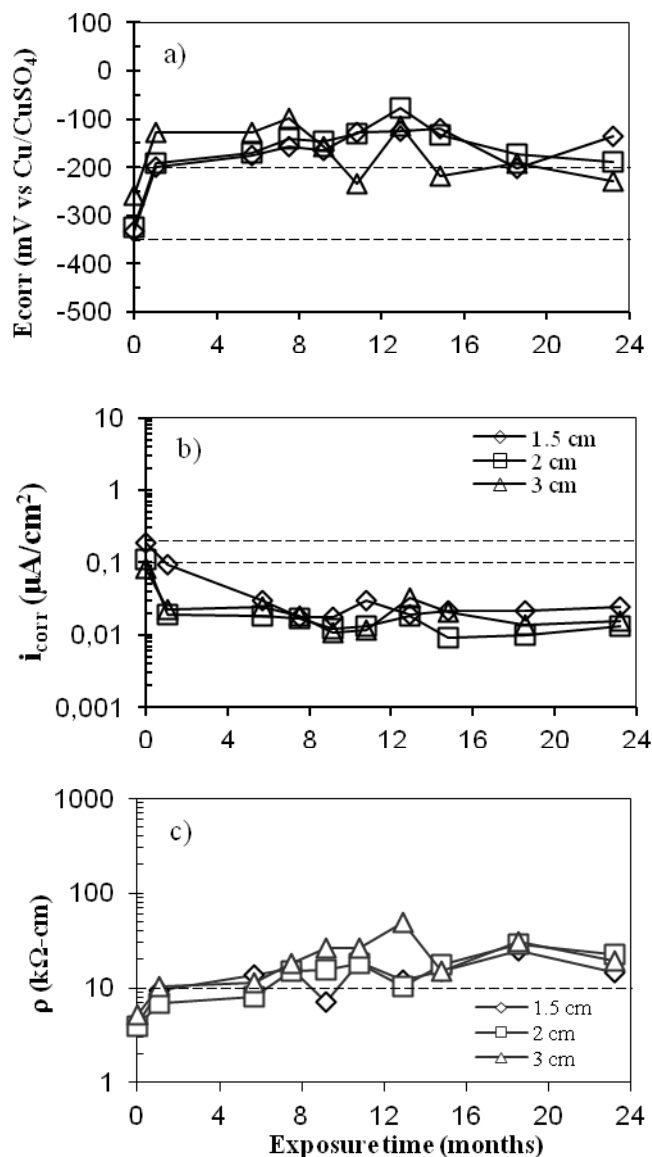 a)
100
0
-100
-200
-300
-400
-500
Ecorr (mV vs Cu/CuSO₄)
0 4 8 12 16 20 24
b)
10
1
0,1
0,01
0,001
i_corr (µA/cm²)
1.5 cm
2 cm
3 cm
0 4 8 12 16 20 24
c)
1000
100
10
1
ρ (kΩ-cm)
1.5 cm
2 cm
3 cm
0 4 8 12 16 20 24
Exposure time (months)